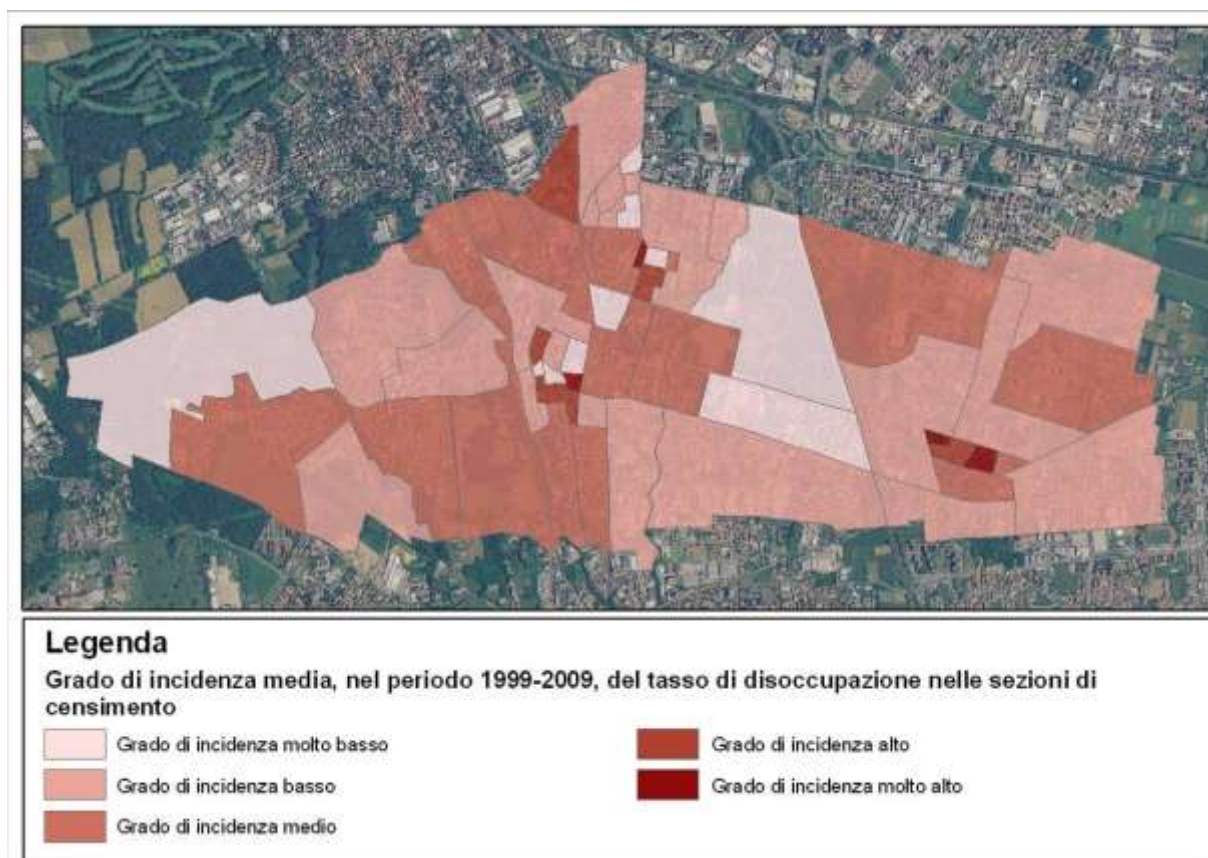 Legenda
Grado di incidenza media, nel periodo 1999-2009, del tasso di disoccupazione nelle sezioni di
censimento
Grado di incidenza molto basso
Grado di incidenza basso
Grado di incidenza medio
Grado di incidenza alto
Grado di incidenza molto alto